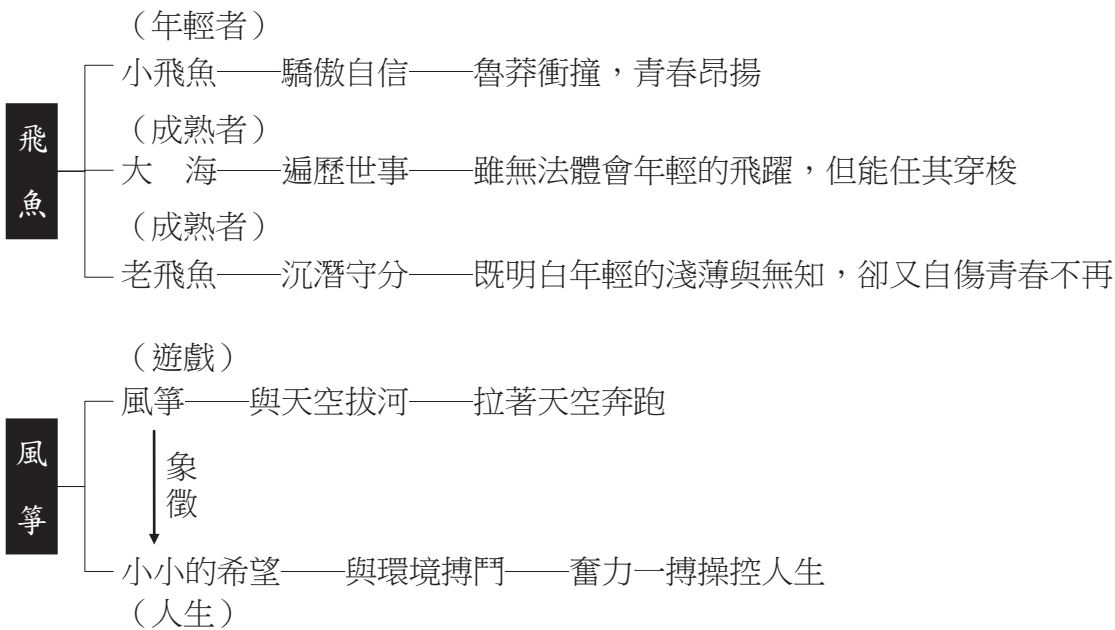 飛魚
（年輕者）
小飛魚——驕傲自信——魯莽衝撞，青春昂揚
（成熟者）
大　海——遍歷世事——雖無法體會年輕的飛躍，但能任其穿梭
（成熟者）
老飛魚——沉潛守分——既明白年輕的淺薄與無知，卻又自傷青春不再
風箏
（遊戲）
風箏——與天空拔河——拉著天空奔跑
象徵
小小的希望——與環境搏鬥——奮力一搏操控人生
（人生）